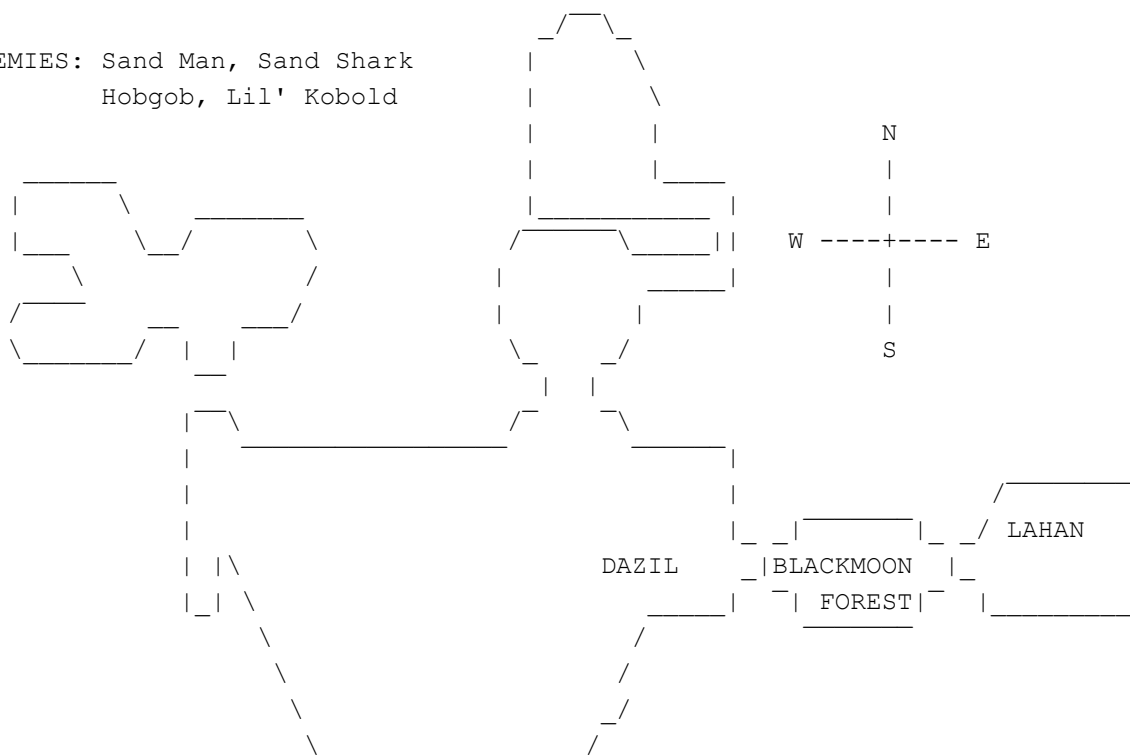 EMIES: Sand Man, Sand Shark
Hobgob, Lil' Kobold
N
W ----+---- E
S
LAHAN
DAZIL
BLACKMOON
FOREST